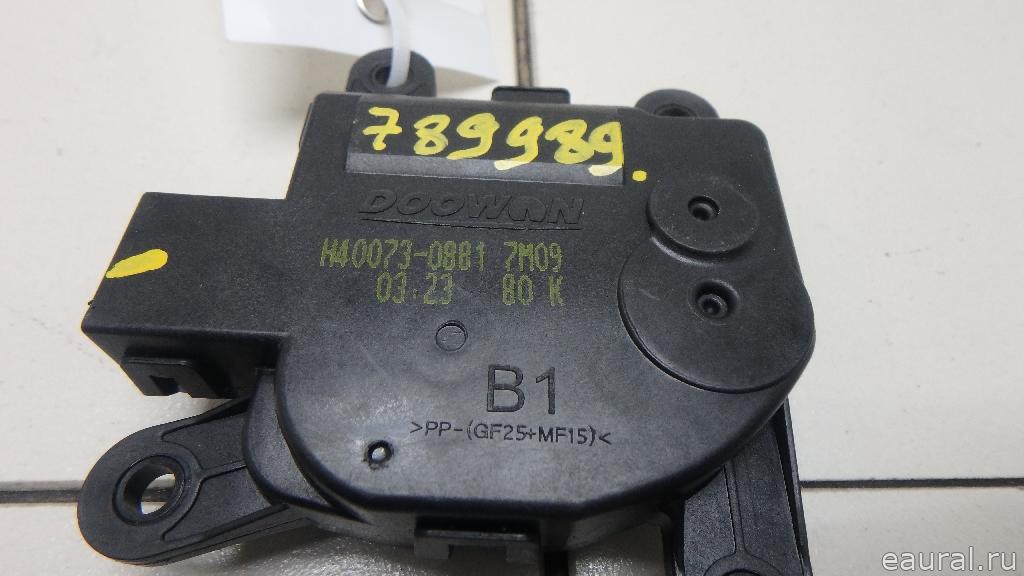 789989.
DOOWON
H40073-0881 7M09
03.23 80 K
B1
>PP-(GF25+MF15)<
eaural.ru